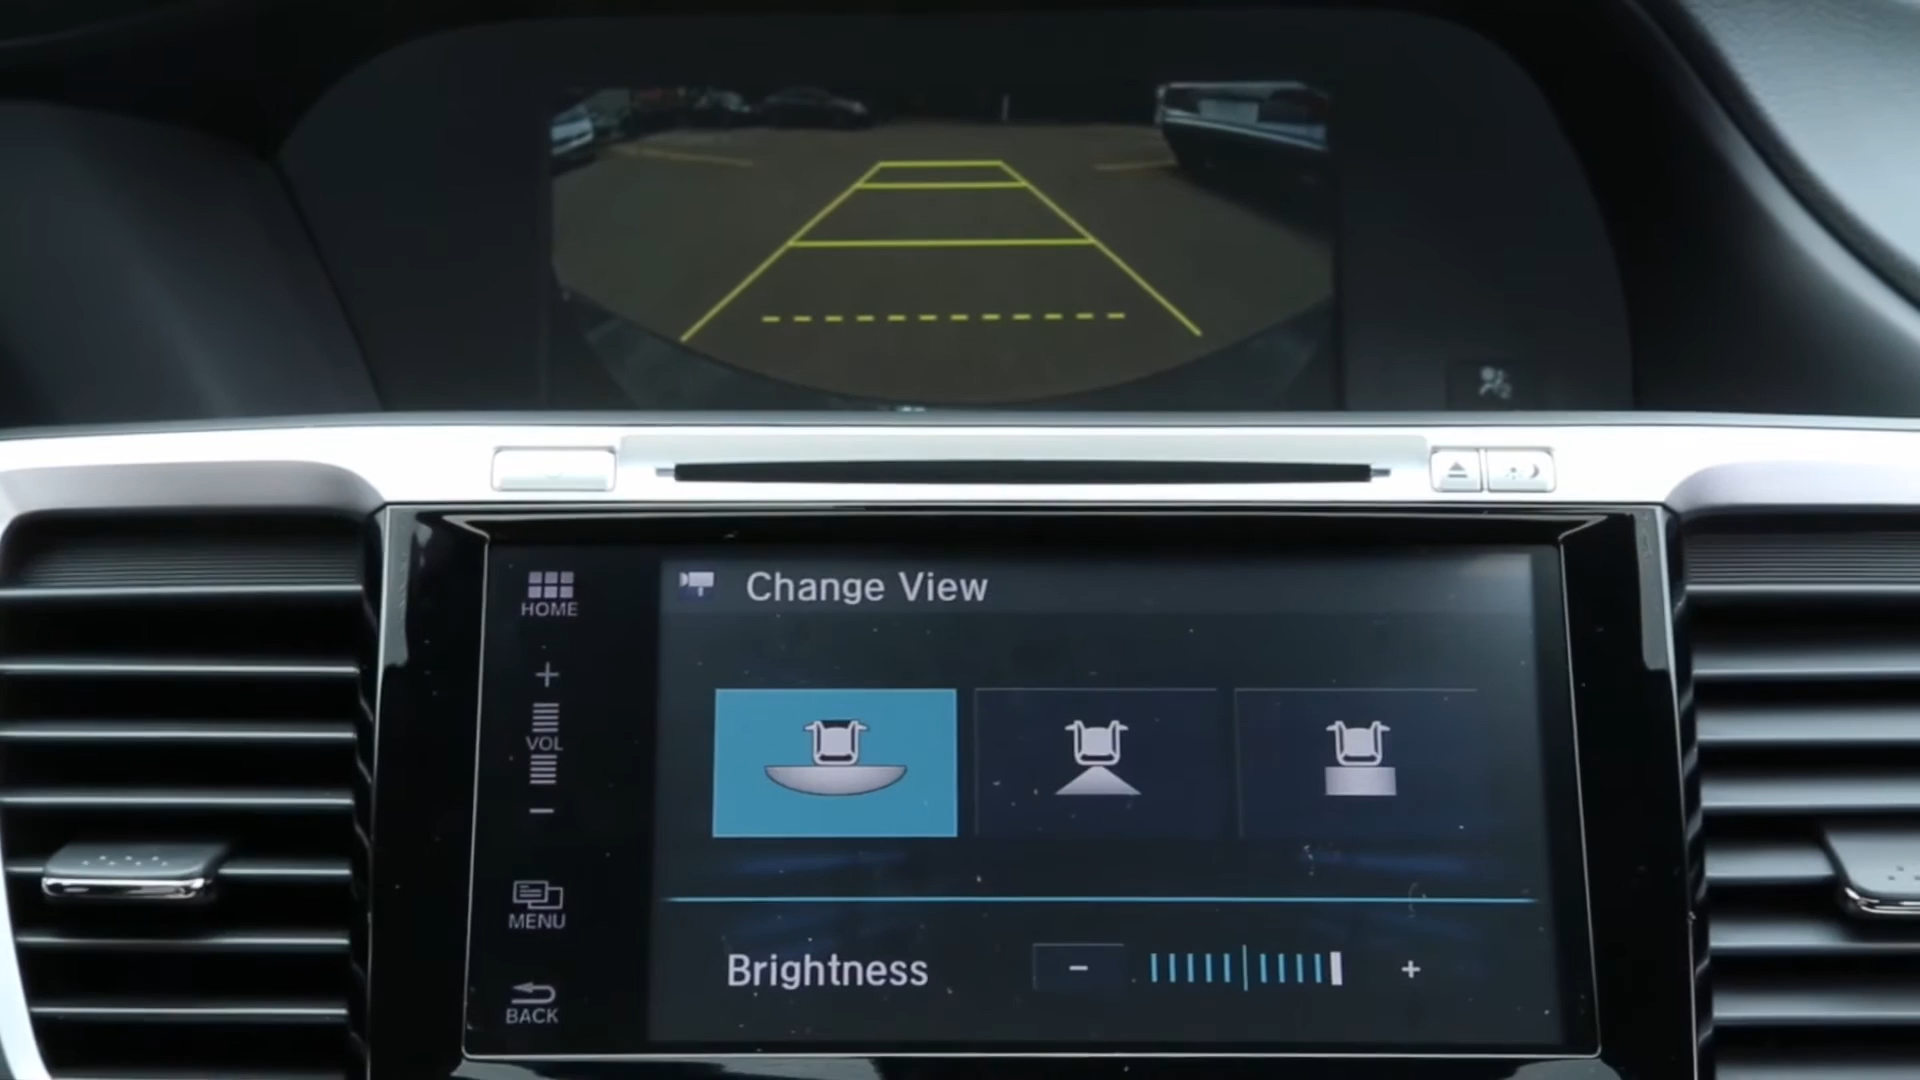 Change View
HOME
+
VOL
−
MENU
Brightness
−
+
BACK